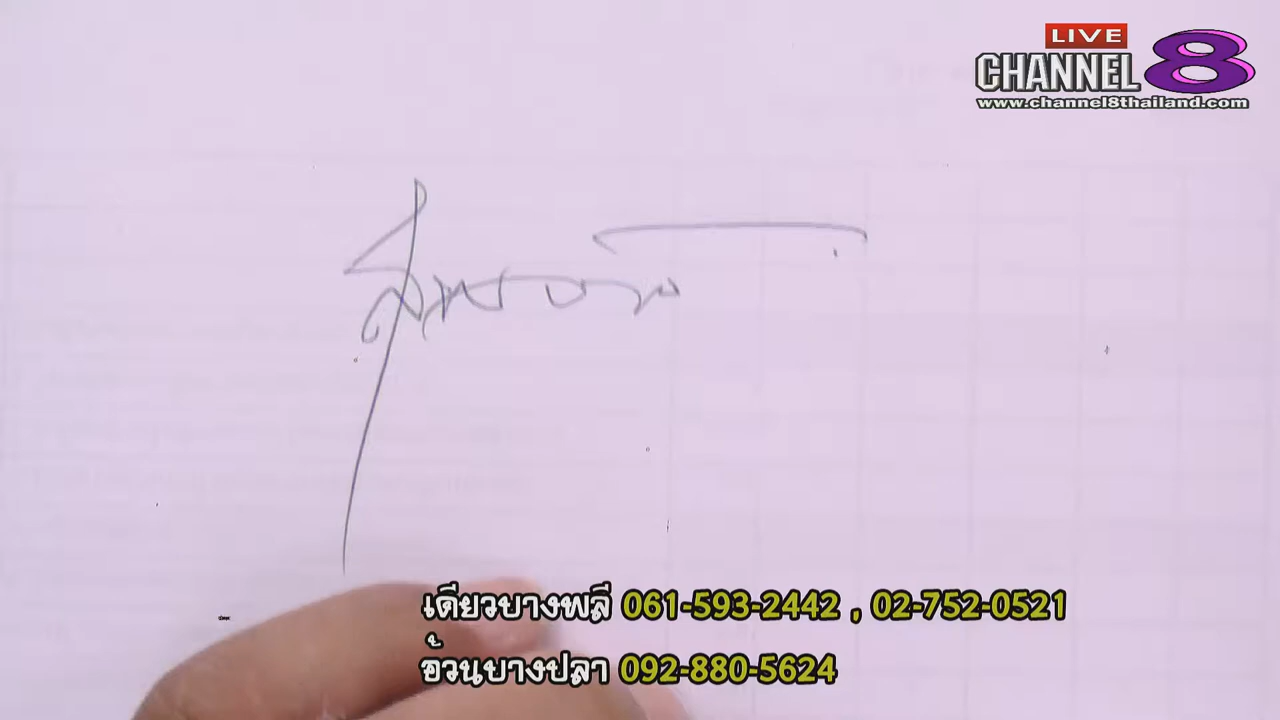 LIVE
CHANNEL 8
www.channel8thailand.com
เดียวบางพลี 061-593-2442 , 02-752-0521
อ้วนบางปลา 092-880-5624